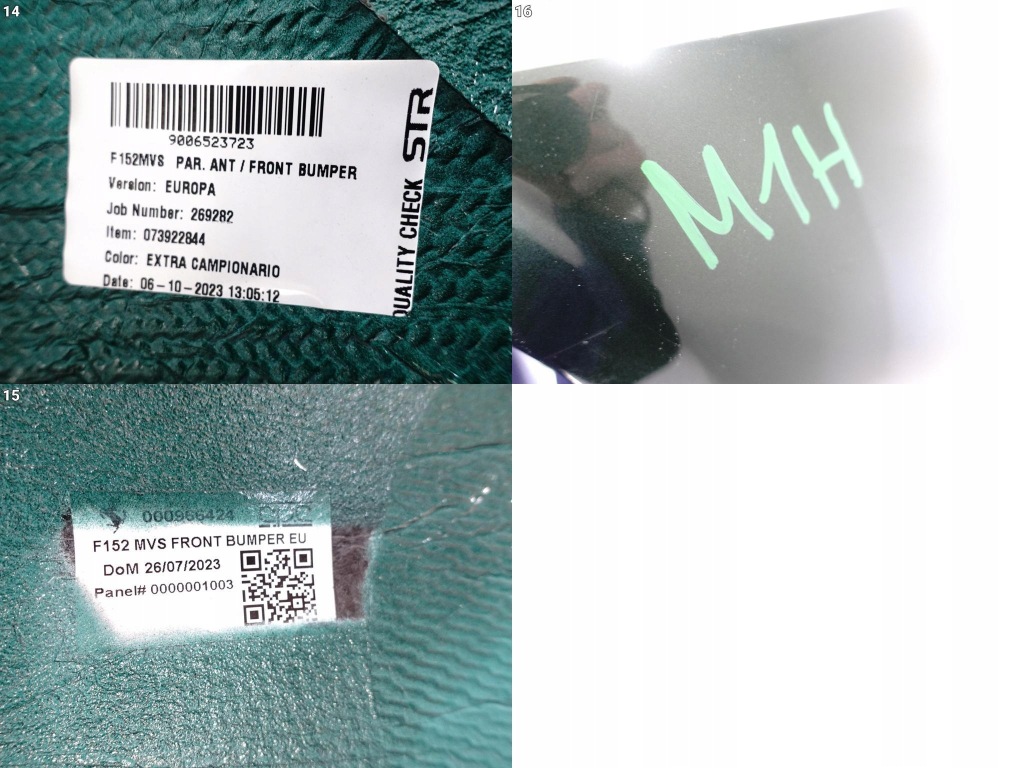 14
9006523723
F152MVS PAR. ANT / FRONT BUMPER
Version: EUROPA
Job Number: 269282
Item: 073922844
Color: EXTRA CAMPIONARIO
Date: 06-10-2023 13:05:12
QUALITY CHECK STR
16
M1H
15
000966424
F152 MVS FRONT BUMPER EU
DoM 26/07/2023
Panel# 0000001003